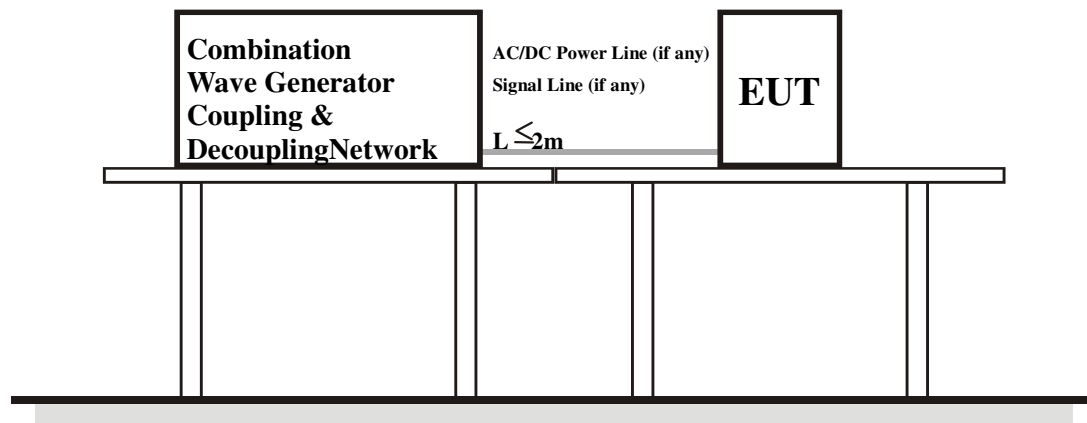 Combination
Wave Generator
Coupling &
DecouplingNetwork
AC/DC Power Line (if any)
Signal Line (if any)
L ≤2m
EUT